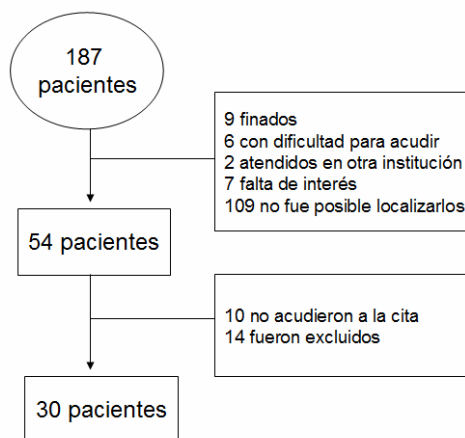 187
pacientes
9 finados
6 con dificultad para acudir
2 atendidos en otra institución
7 falta de interés
109 no fue posible localizarlos
54 pacientes
10 no acudieron a la cita
14 fueron excluidos
30 pacientes